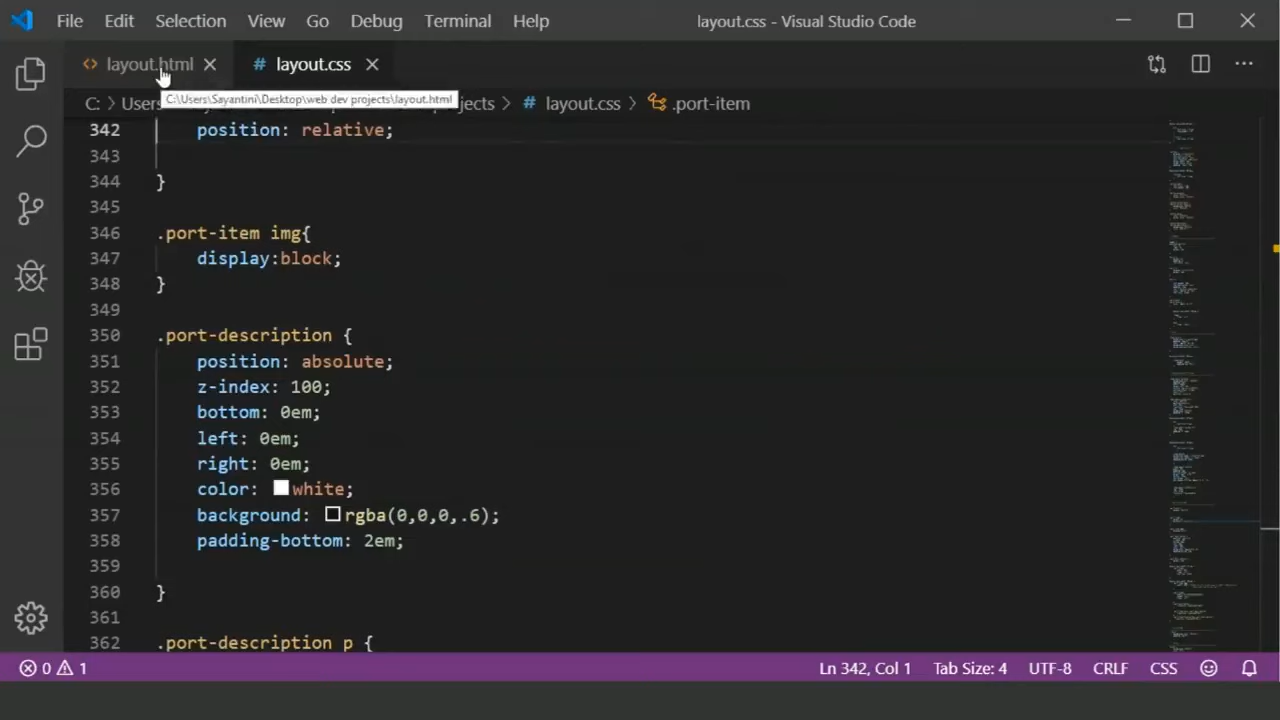 File Edit Selection View Go Debug Terminal Help layout.css - Visual Studio Code
layout.html # layout.css
C:\Users\Sayantini\Desktop\web dev projects\layout.html
C: > Users ojects > # layout.css > .port-item
342 position: relative;
343
344 }
345
346 .port-item img{
347 display:block;
348 }
349
350 .port-description {
351 position: absolute;
352 z-index: 100;
353 bottom: 0em;
354 left: 0em;
355 right: 0em;
356 color: white;
357 background: rgba(0,0,0,.6);
358 padding-bottom: 2em;
359
360 }
361
362 .port-description p {
0 1 Ln 342, Col 1 Tab Size: 4 UTF-8 CRLF CSS